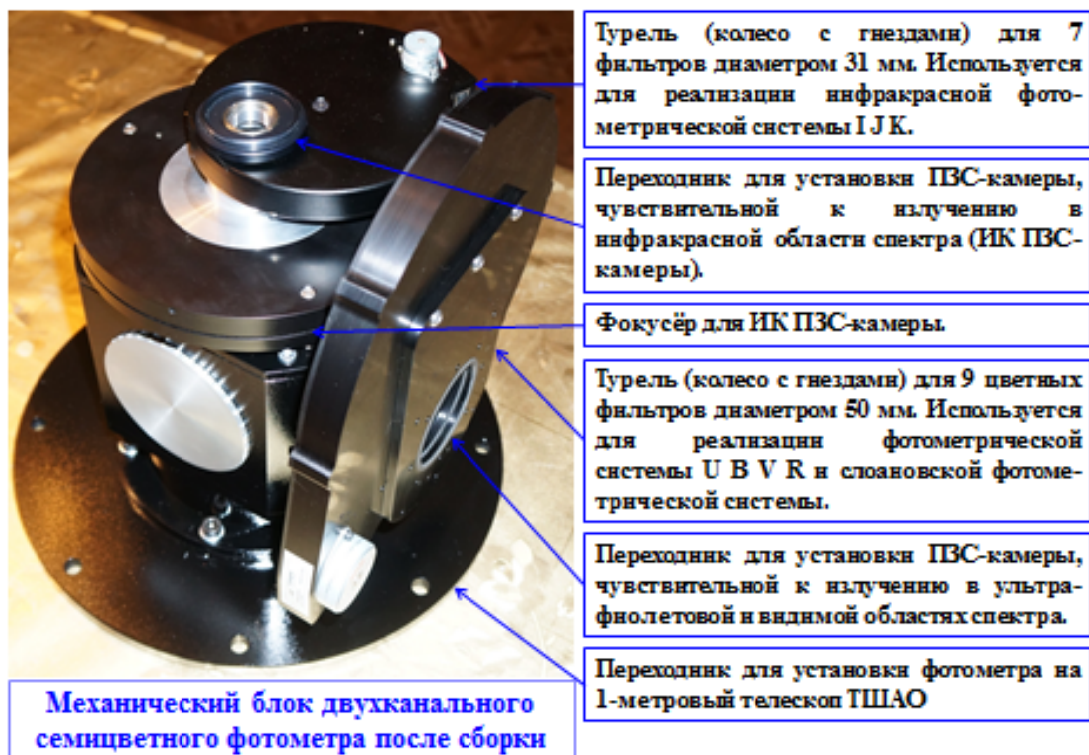 Турель (колесо с гнездами) для 7
фильтров диаметром 31 мм. Используется
для реализации инфракрасной фото-
метрической системы I J K.
Переходник для установки ПЗС-камеры,
чувствительной к излучению в
инфракрасной области спектра (ИК ПЗС-
камеры).
Фокусёр для ИК ПЗС-камеры.
Турель (колесо с гнездами) для 9 цветных
фильтров диаметром 50 мм. Используется
для реализации фотометрической
системы U B V R и слоановской фотоме-
трической системы.
Переходник для установки ПЗС-камеры,
чувствительной к излучению в ультра-
фиолетовой и видимой областях спектра.
Переходник для установки фотометра на
1-метровый телескоп ТШАО
Механический блок двухканального
семицветного фотометра после сборки